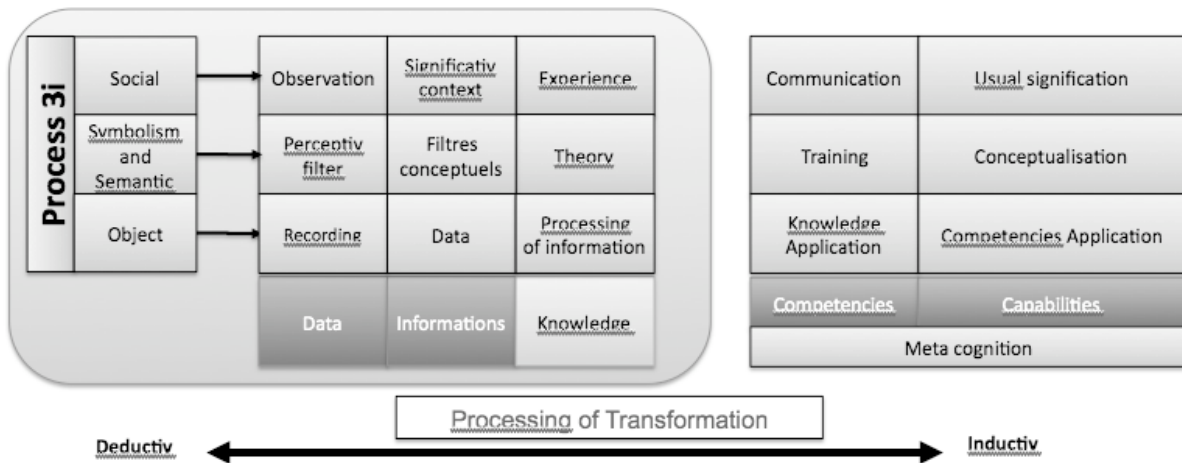 Process 3i
Social
Observation
Significativ
context
Experience
Communication
Usual signification
Symbolism
and
Semantic
Perceptiv
filter
Filtres
conceptuels
Theory
Training
Conceptualisation
Object
Recording
Data
Processing
of information
Knowledge
Application
Competencies Application
Data
Informations
Knowledge
Competencies
Capabilities
Meta cognition
Processing of Transformation
Deductiv
Inductiv